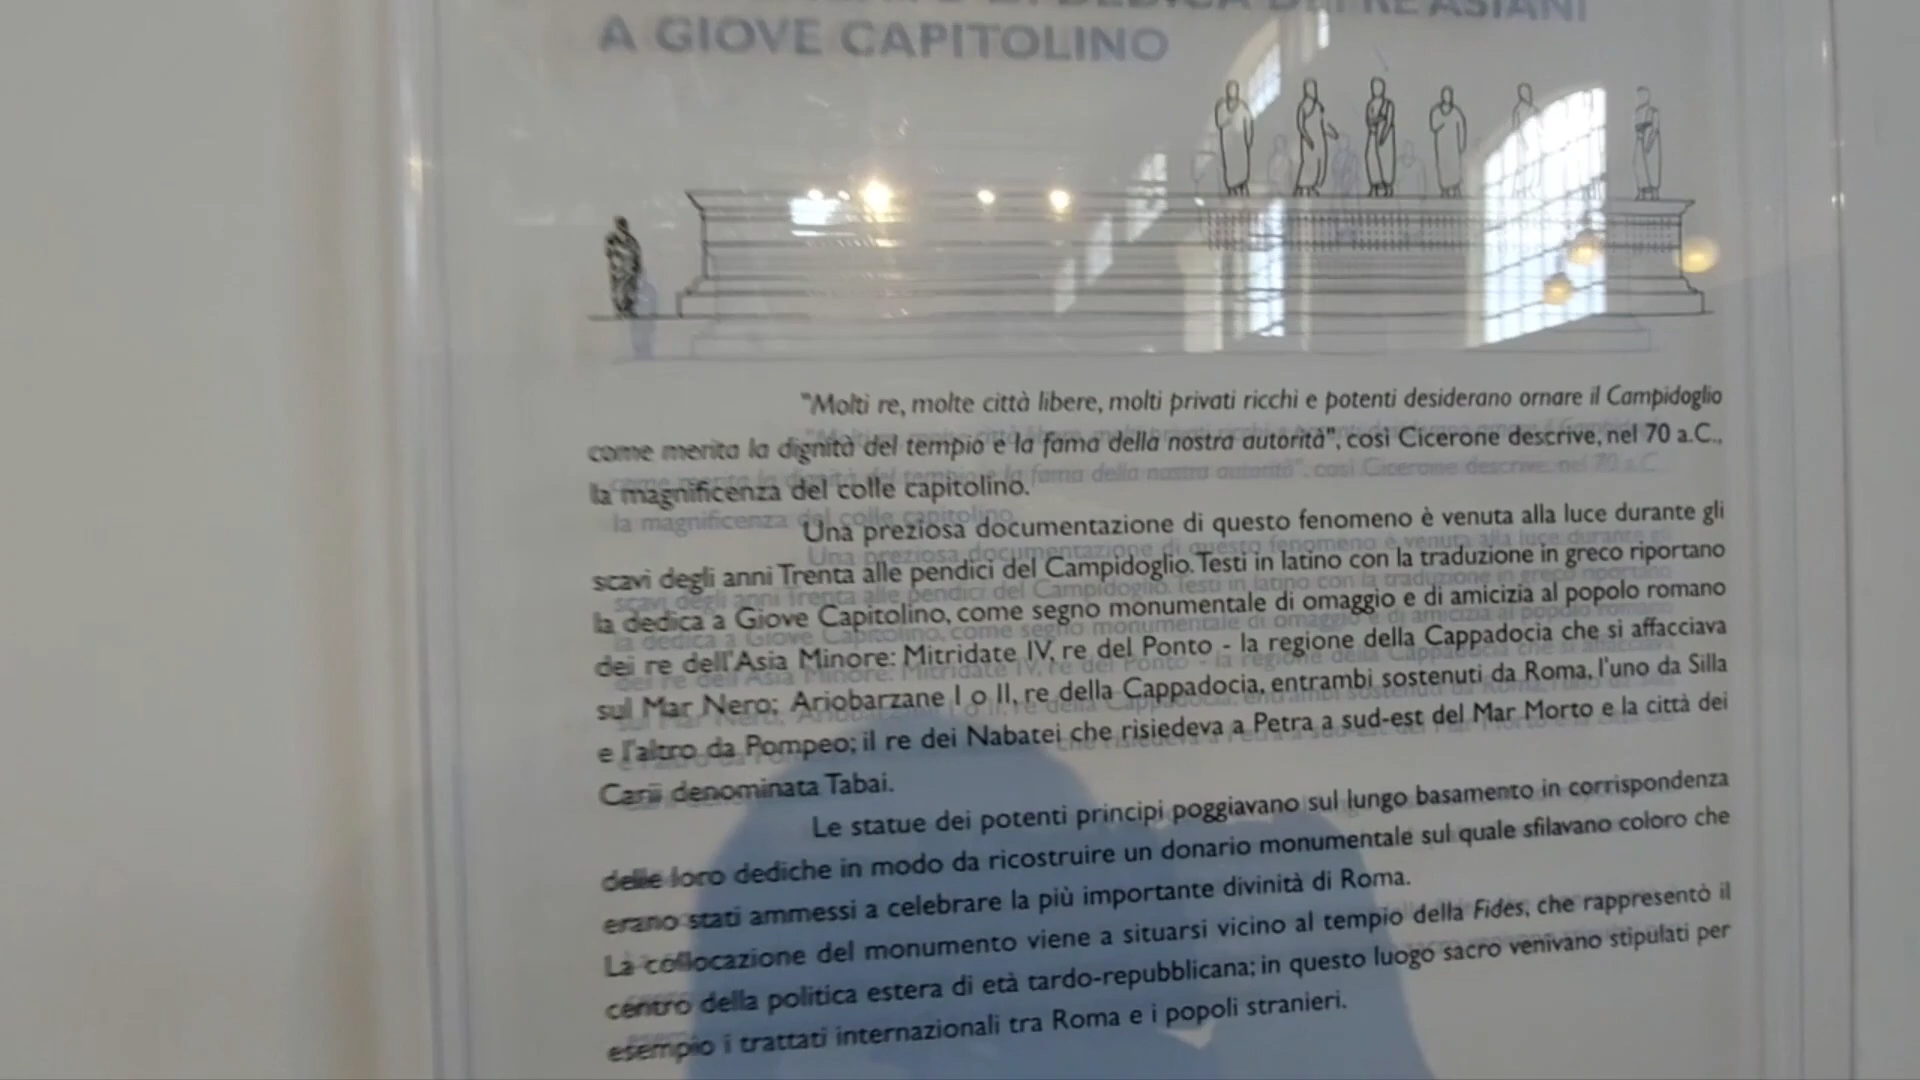 DI DEDICA DEI RE ASIANI
A GIOVE CAPITOLINO
"Molti re, molte città libere, molti privati ricchi e potenti desiderano ornare il Campidoglio
come merita la dignità del tempio e la fama della nostra autorità", così Cicerone descrive, nel 70 a.C.,
la magnificenza del colle capitolino.
Una preziosa documentazione di questo fenomeno è venuta alla luce durante gli
scavi degli anni Trenta alle pendici del Campidoglio. Testi in latino con la traduzione in greco riportano
la dedica a Giove Capitolino, come segno monumentale di omaggio e di amicizia al popolo romano
dei re dell'Asia Minore: Mitridate IV, re del Ponto - la regione della Cappadocia che si affacciava
sul Mar Nero; Ariobarzane I o II, re della Cappadocia, entrambi sostenuti da Roma, l'uno da Silla
e l'altro da Pompeo; il re dei Nabatei che risiedeva a Petra a sud-est del Mar Morto e la città dei
Carii denominata Tabai.
Le statue dei potenti principi poggiavano sul lungo basamento in corrispondenza
delle loro dediche in modo da ricostruire un donario monumentale sul quale sfilavano coloro che
erano stati ammessi a celebrare la più importante divinità di Roma.
La collocazione del monumento viene a situarsi vicino al tempio della Fides, che rappresentò il
centro della politica estera di età tardo-repubblicana; in questo luogo sacro venivano stipulati per
esempio i trattati internazionali tra Roma e i popoli stranieri.